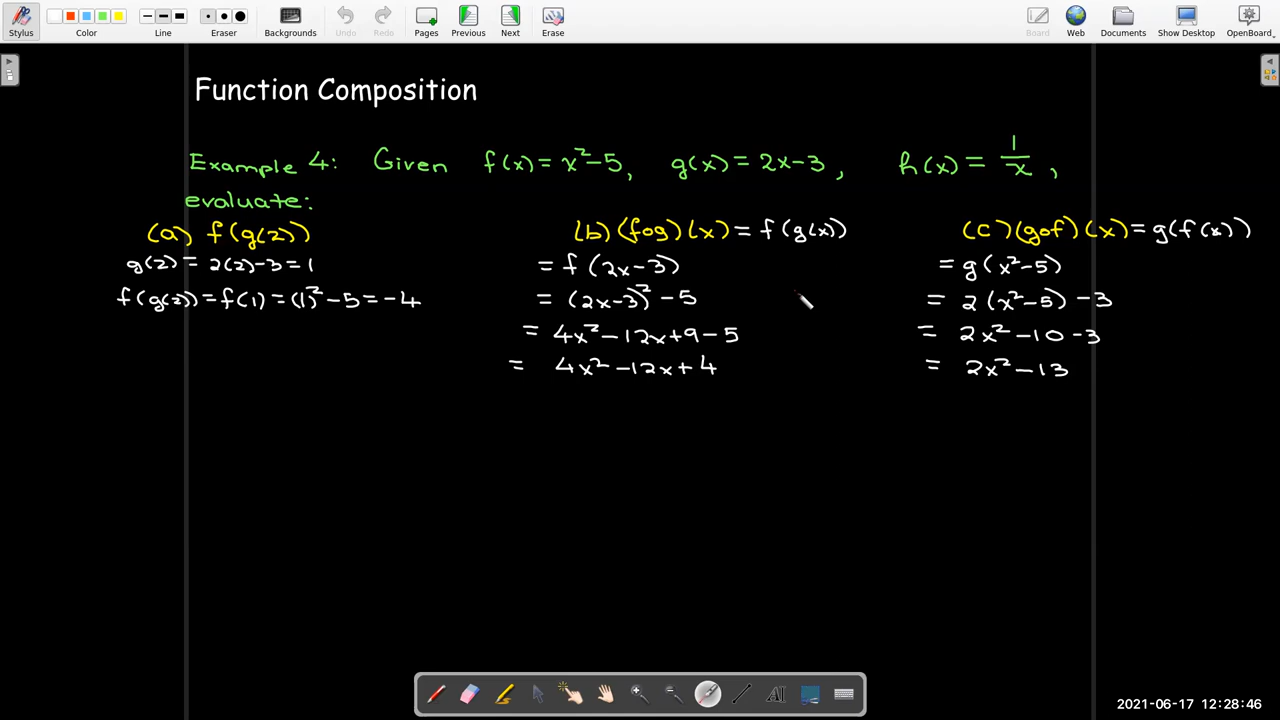 Stylus Color Line Eraser Backgrounds Undo Redo Pages Previous Next Erase Board Web Documents Show Desktop OpenBoard
Function Composition
Example 4: Given f(x) = x²-5, g(x) = 2x-3, h(x) = 1/x,
evaluate:
(a) f(g(2))
g(2) = 2(2)-3 = 1
f(g(2)) = f(1) = (1)²-5 = -4
(b) (fog)(x) = f(g(x))
= f(2x-3)
= (2x-3)² -5
= 4x²-12x+9-5
= 4x²-12x+4
(c) (gof)(x) = g(f(x))
= g(x²-5)
= 2(x²-5) -3
= 2x²-10-3
= 2x²-13
AI
2021-06-17 12:28:46